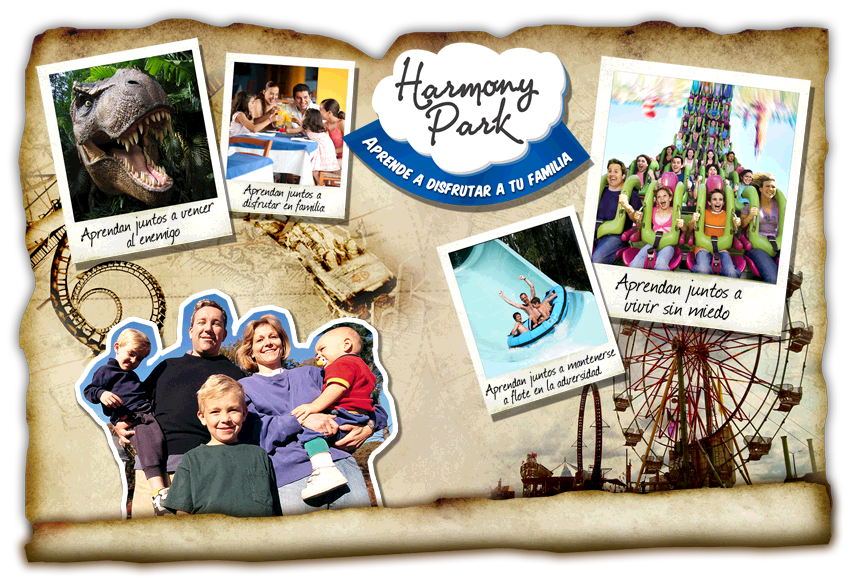 Harmony
Park
APRENDE A DISFRUTAR A TU FAMILIA
Aprendan juntos a vencer
al enemigo
Aprendan juntos a
disfrutar en familia
Aprendan juntos a mantenerse
a flote en la adversidad
Aprendan juntos a
vivir sin miedo